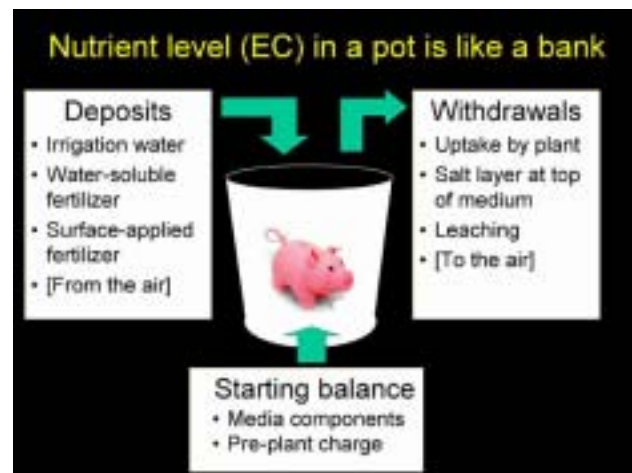 Nutrient level (EC) in a pot is like a bank
Deposits
• Irrigation water
• Water-soluble
fertilizer
• Surface-applied
fertilizer
• [From the air]
Withdrawals
• Uptake by plant
• Salt layer at top
of medium
• Leaching
• [To the air]
Starting balance
• Media components
• Pre-plant charge